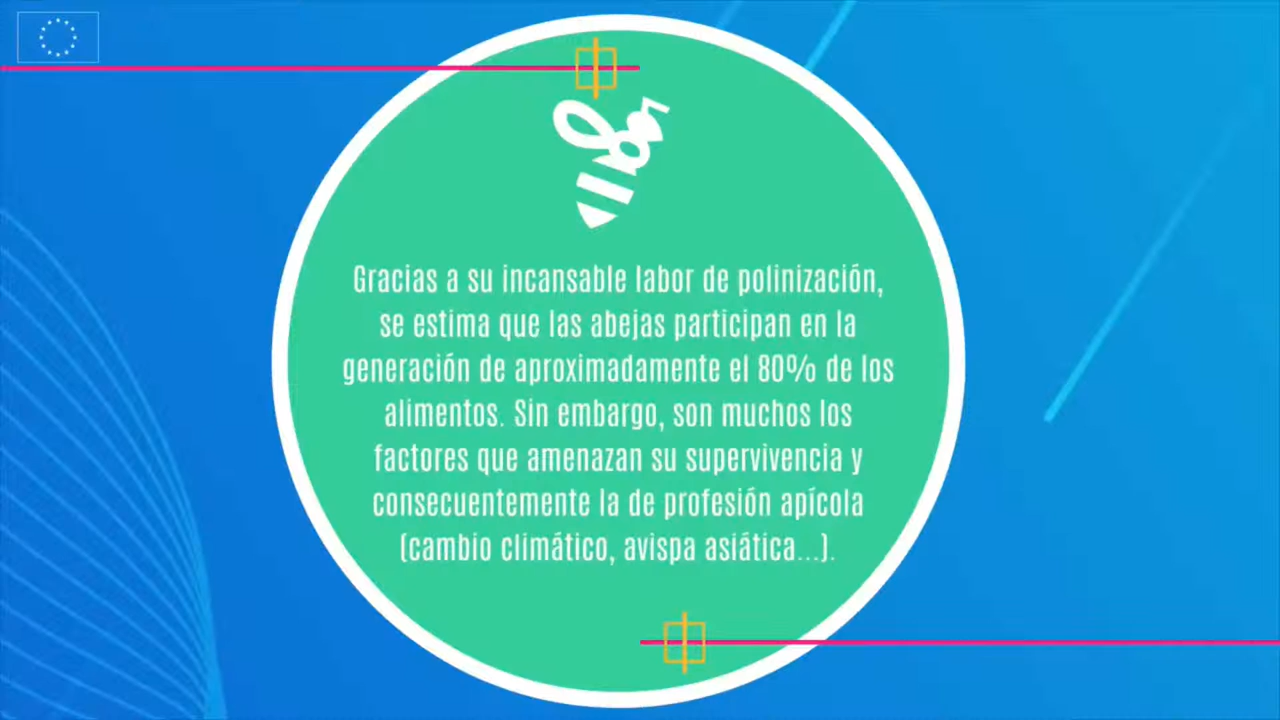 Gracias a su incansable labor de polinización,
se estima que las abejas participan en la
generación de aproximadamente el 80% de los
alimentos. Sin embargo, son muchos los
factores que amenazan su supervivencia y
consecuentemente la de profesión apícola
(cambio climático, avispa asiática...).